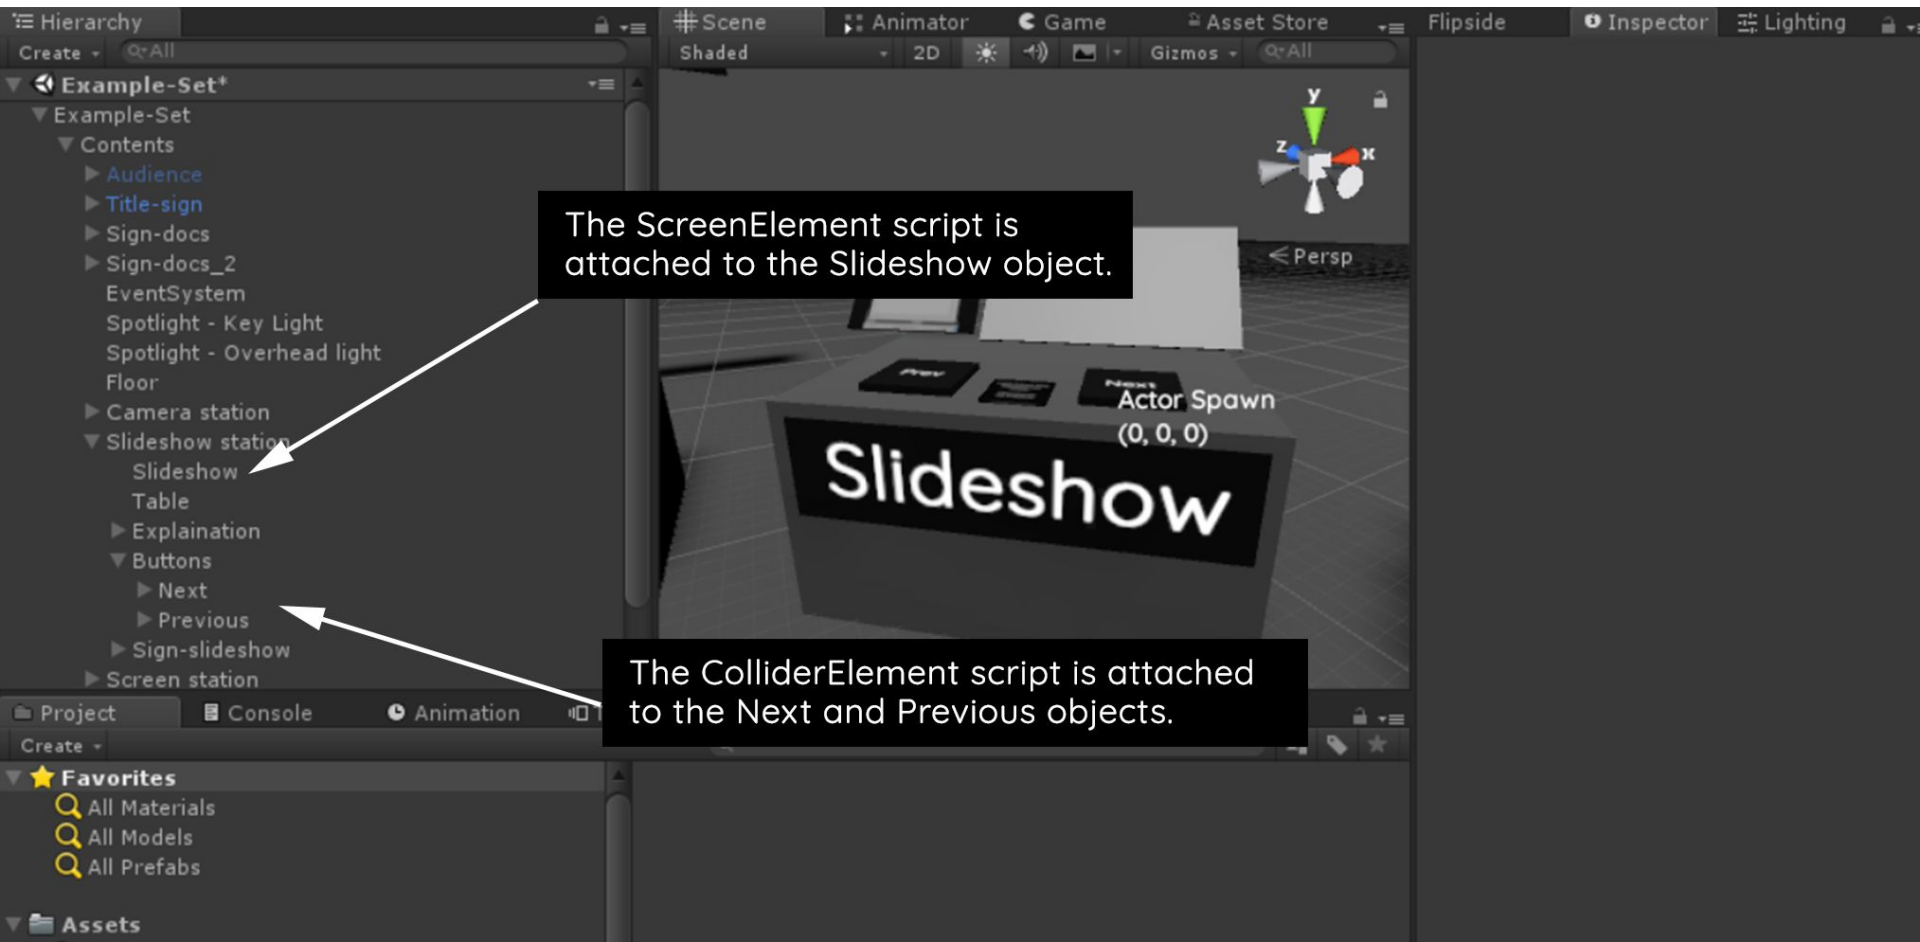 Hierarchy
Create
All
Example-Set*
Example-Set
Contents
Audience
Title-sign
Sign-docs
Sign-docs_2
EventSystem
Spotlight - Key Light
Spotlight - Overhead light
Floor
Camera station
Slideshow station
Slideshow
Table
Explaination
Buttons
Next
Previous
Sign-slideshow
Screen station
Scene
Animator
Game
Asset Store
Shaded
2D
Gizmos
All
y
z
x
Persp
The ScreenElement script is
attached to the Slideshow object.
Prev
Next
Actor Spawn
(0, 0, 0)
Slideshow
The ColliderElement script is attached
to the Next and Previous objects.
Flipside
Inspector
Lighting
Project
Console
Animation
Create
Favorites
All Materials
All Models
All Prefabs
Assets